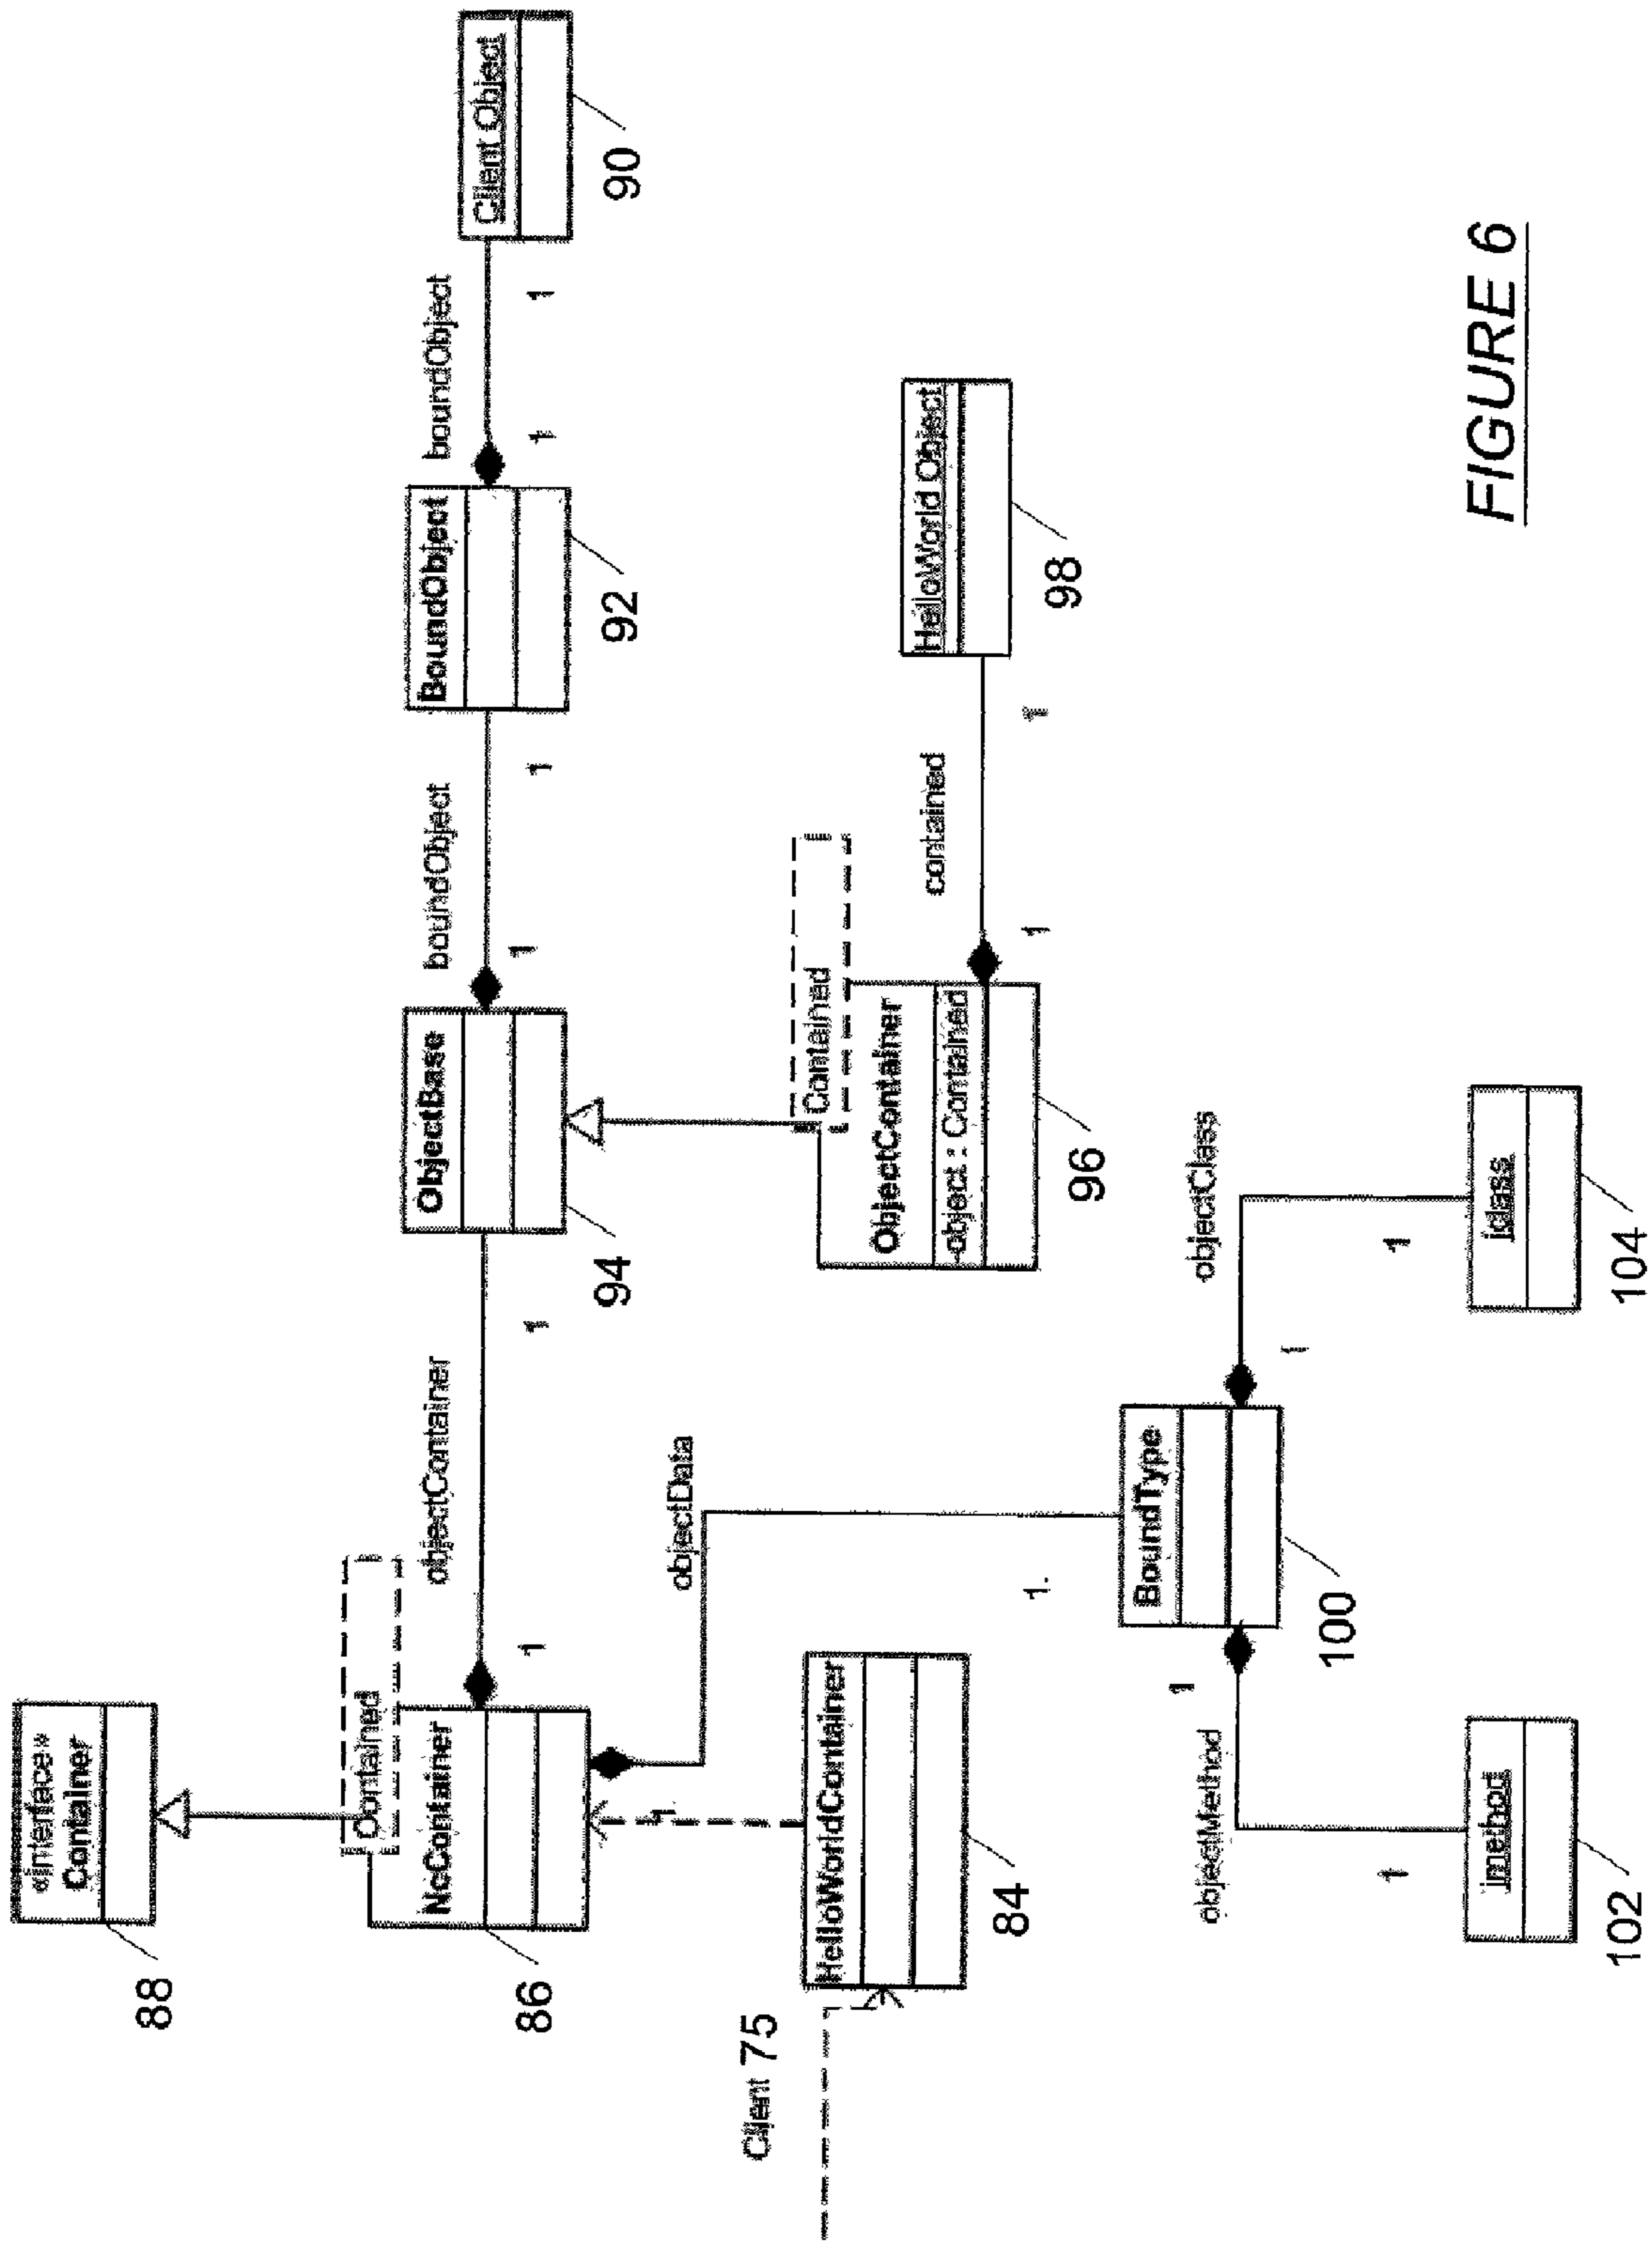 «interface»
Container
88
Contained
NcContainer
86
1
objectContainer
1
ObjectBase
94
1
boundObject
1
BoundObject
92
1
boundObject
1
Client Object
90
1
objectData
1
Client 75
HelloWorldContainer
84
Contained
ObjectContainer
-object : Contained
96
1
contained
1
HelloWorld Object
98
BoundType
100
1
objectMethod
1
jmethod
102
1
objectClass
1
jclass
104
FIGURE 6